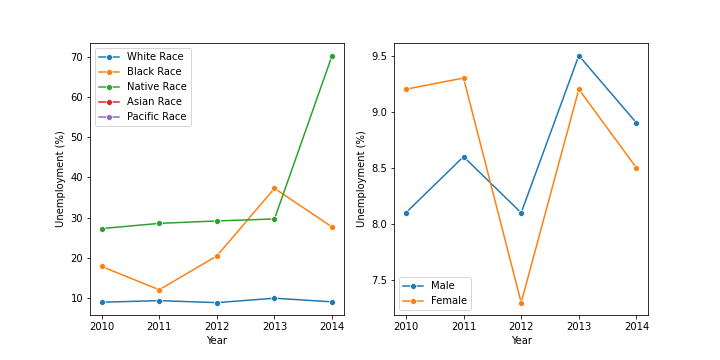 White Race
Black Race
Native Race
Asian Race
Pacific Race
70
60
50
40
30
20
10
Unemployment (%)
2010 2011 2012 2013 2014
Year
9.5
9.0
8.5
8.0
7.5
Unemployment (%)
Male
Female
2010 2011 2012 2013 2014
Year